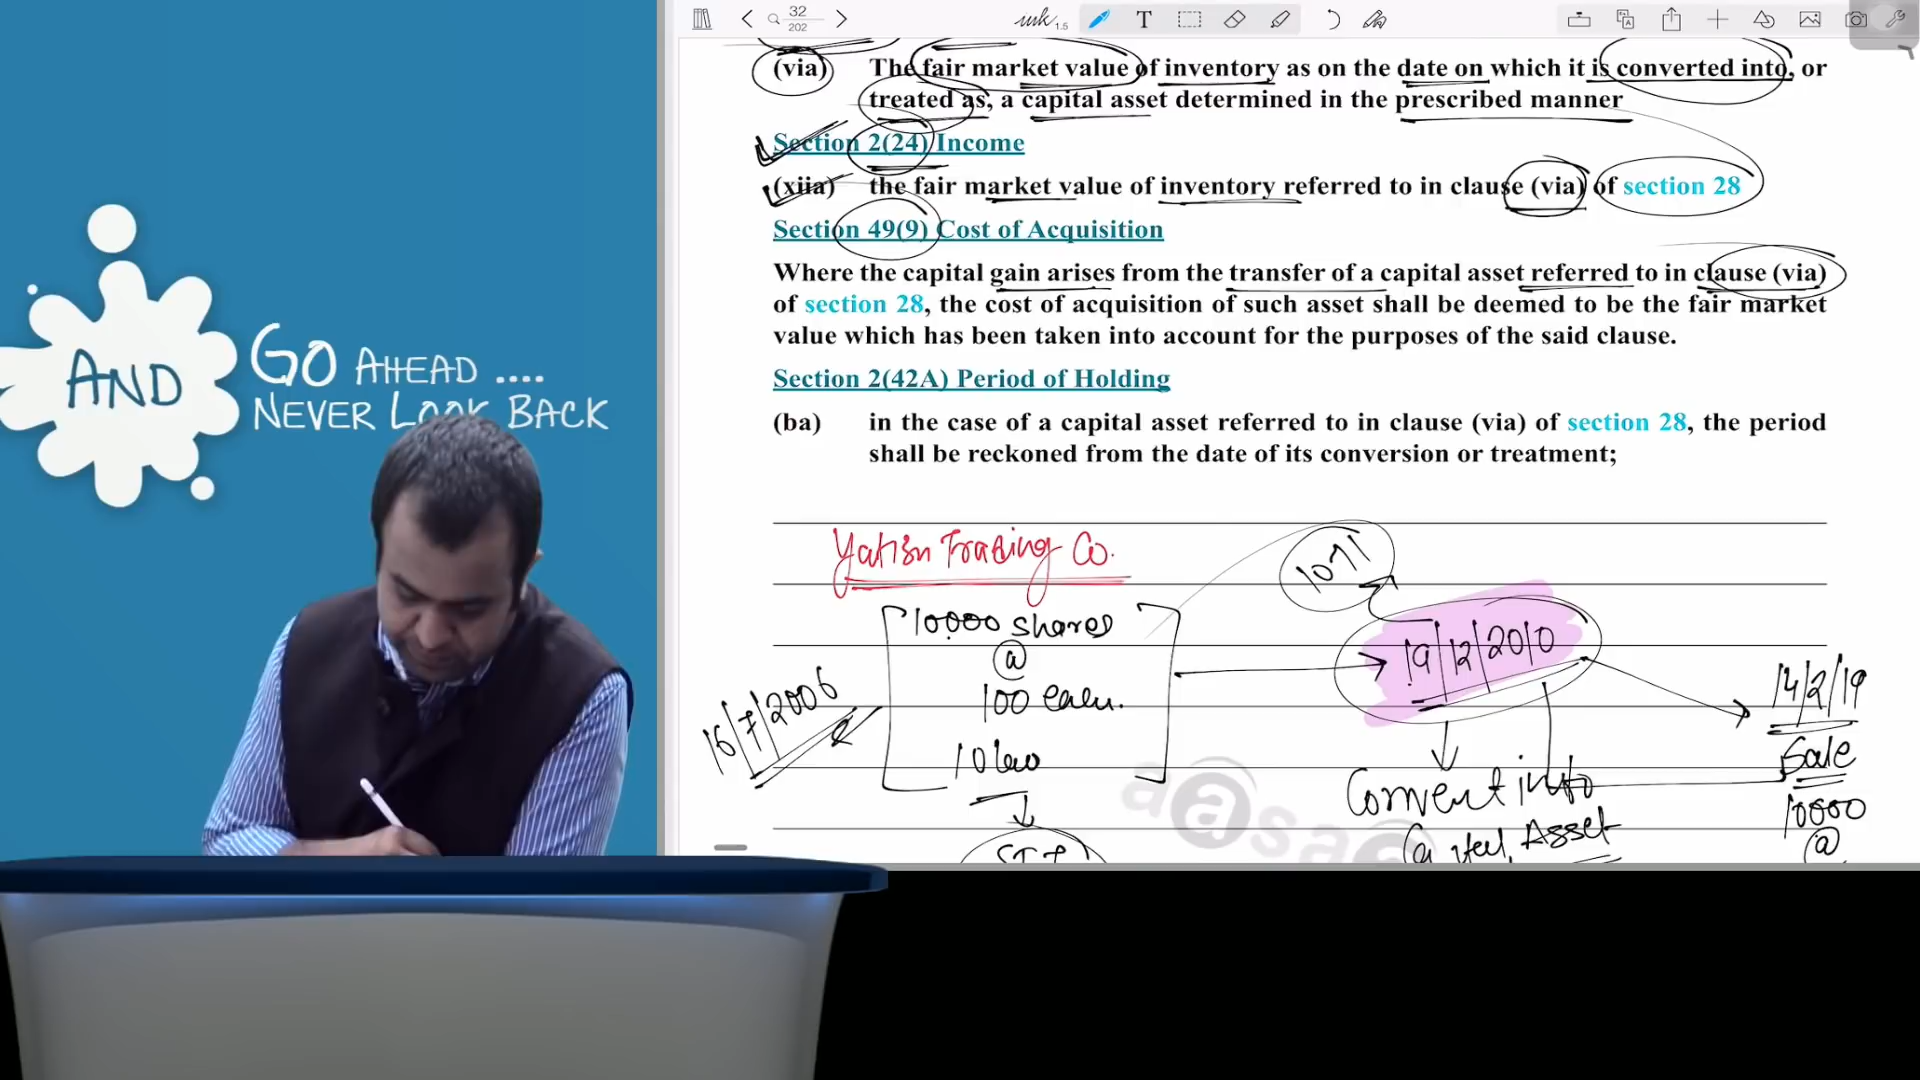 32
202
ink 1.5
T
(via) The fair market value of inventory as on the date on which it is converted into, or
treated as, a capital asset determined in the prescribed manner
Section 2(24) Income
(xiia) the fair market value of inventory referred to in clause (via) of section 28
Section 49(9) Cost of Acquisition
Where the capital gain arises from the transfer of a capital asset referred to in clause (via)
of section 28, the cost of acquisition of such asset shall be deemed to be the fair market
value which has been taken into account for the purposes of the said clause.
Section 2(42A) Period of Holding
(ba) in the case of a capital asset referred to in clause (via) of section 28, the period
shall be reckoned from the date of its conversion or treatment;
AND
GO AHEAD ....
NEVER LOOK BACK
Trading Co.
10,000 shares
@
100 each.
16/7/2006
19/12/2010
Convert into
Asset
14/2/19
Sale
10000
@